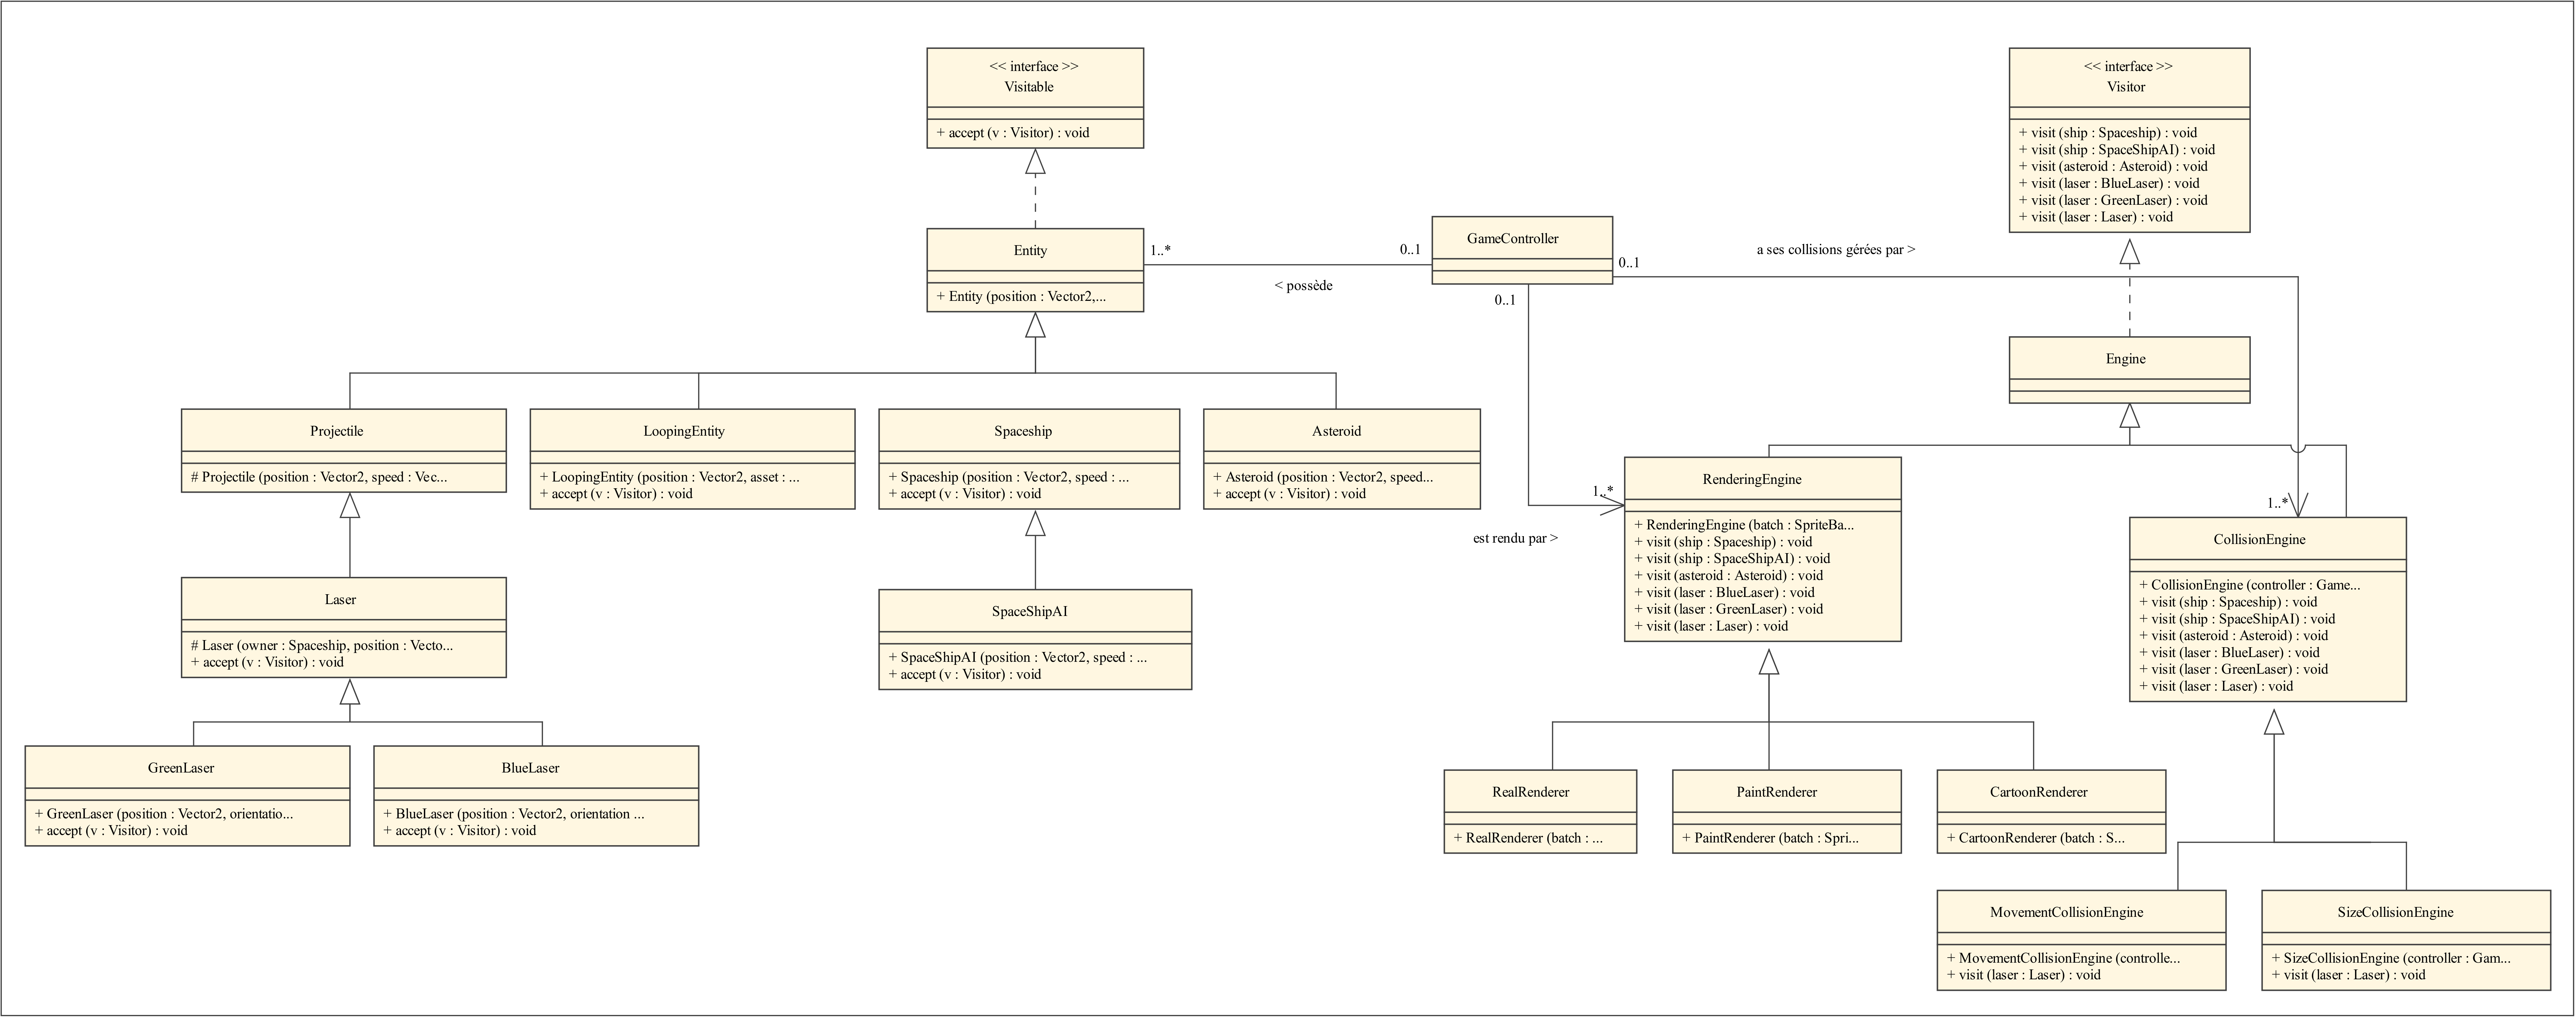 << interface >>
Visitable
+ accept (v : Visitor) : void
<< interface >>
Visitor
+ visit (ship : Spaceship) : void
+ visit (ship : SpaceShipAI) : void
+ visit (asteroid : Asteroid) : void
+ visit (laser : BlueLaser) : void
+ visit (laser : GreenLaser) : void
+ visit (laser : Laser) : void
Entity
+ Entity (position : Vector2,...
1..*
0..1
< possède
GameController
0..1
a ses collisions gérées par >
0..1
Engine
Projectile
# Projectile (position : Vector2, speed : Vec...
LoopingEntity
+ LoopingEntity (position : Vector2, asset : ...
+ accept (v : Visitor) : void
Spaceship
+ Spaceship (position : Vector2, speed : ...
+ accept (v : Visitor) : void
Asteroid
+ Asteroid (position : Vector2, speed...
+ accept (v : Visitor) : void
1..*
est rendu par >
RenderingEngine
+ RenderingEngine (batch : SpriteBa...
+ visit (ship : Spaceship) : void
+ visit (ship : SpaceShipAI) : void
+ visit (asteroid : Asteroid) : void
+ visit (laser : BlueLaser) : void
+ visit (laser : GreenLaser) : void
+ visit (laser : Laser) : void
1..*
CollisionEngine
+ CollisionEngine (controller : Game...
+ visit (ship : Spaceship) : void
+ visit (ship : SpaceShipAI) : void
+ visit (asteroid : Asteroid) : void
+ visit (laser : BlueLaser) : void
+ visit (laser : GreenLaser) : void
+ visit (laser : Laser) : void
Laser
# Laser (owner : Spaceship, position : Vecto...
+ accept (v : Visitor) : void
SpaceShipAI
+ SpaceShipAI (position : Vector2, speed : ...
+ accept (v : Visitor) : void
GreenLaser
+ GreenLaser (position : Vector2, orientatio...
+ accept (v : Visitor) : void
BlueLaser
+ BlueLaser (position : Vector2, orientation ...
+ accept (v : Visitor) : void
RealRenderer
+ RealRenderer (batch : ...
PaintRenderer
+ PaintRenderer (batch : Spri...
CartoonRenderer
+ CartoonRenderer (batch : S...
MovementCollisionEngine
+ MovementCollisionEngine (controlle...
+ visit (laser : Laser) : void
SizeCollisionEngine
+ SizeCollisionEngine (controller : Gam...
+ visit (laser : Laser) : void